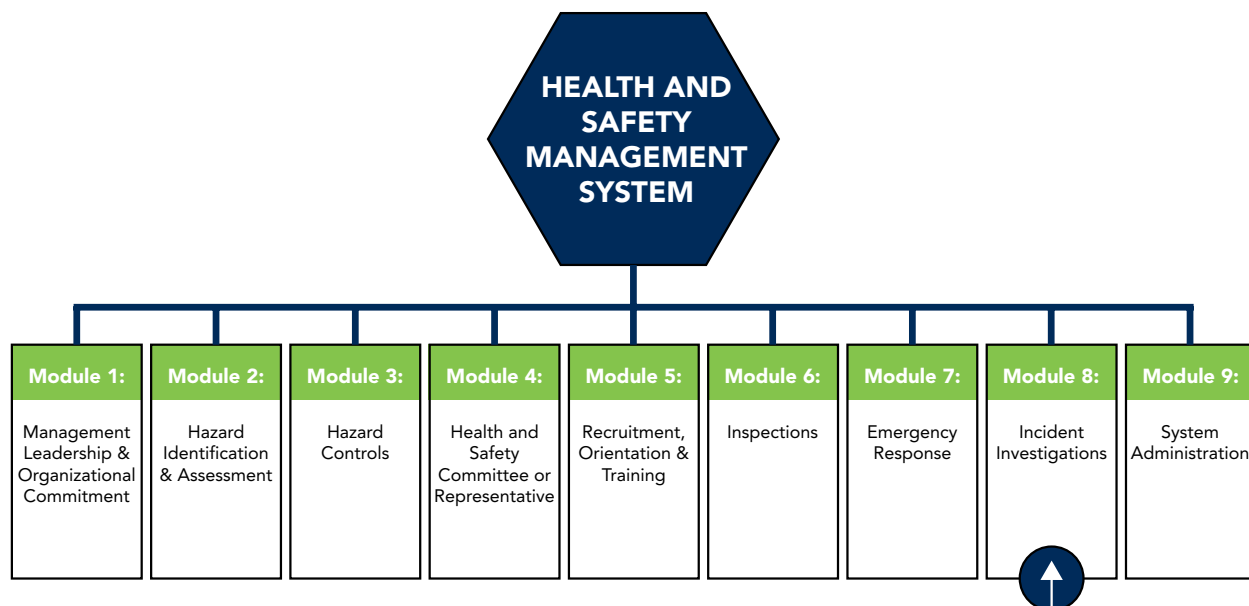 HEALTH AND
SAFETY
MANAGEMENT
SYSTEM
Module 1:
Management
Leadership &
Organizational
Commitment
Module 2:
Hazard
Identification
& Assessment
Module 3:
Hazard
Controls
Module 4:
Health and
Safety
Committee or
Representative
Module 5:
Recruitment,
Orientation &
Training
Module 6:
Inspections
Module 7:
Emergency
Response
Module 8:
Incident
Investigations
Module 9:
System
Administration